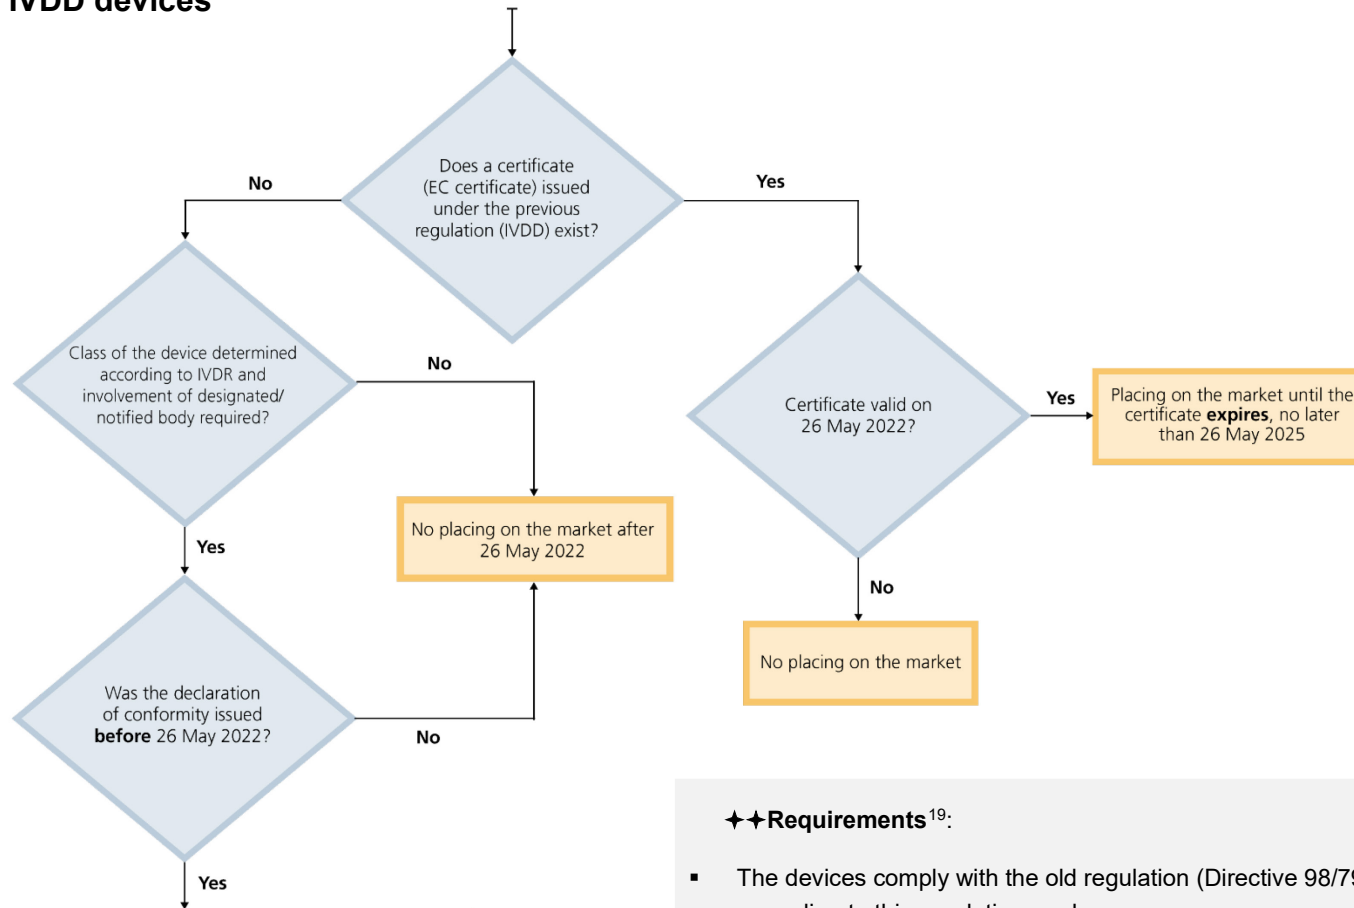 IVDD devices
Does a certificate
(EC certificate) issued
under the previous
regulation (IVDD) exist?
No
Yes
Class of the device determined
according to IVDR and
involvement of designated/
notified body required?
No
Certificate valid on
26 May 2022?
Yes
Placing on the market until the
certificate expires, no later
than 26 May 2025
No placing on the market after
26 May 2022
Yes
No
No placing on the market
Was the declaration
of conformity issued
before 26 May 2022?
No
✦✦Requirements19:
▪ The devices comply with the old regulation (Directive 98/79
Yes